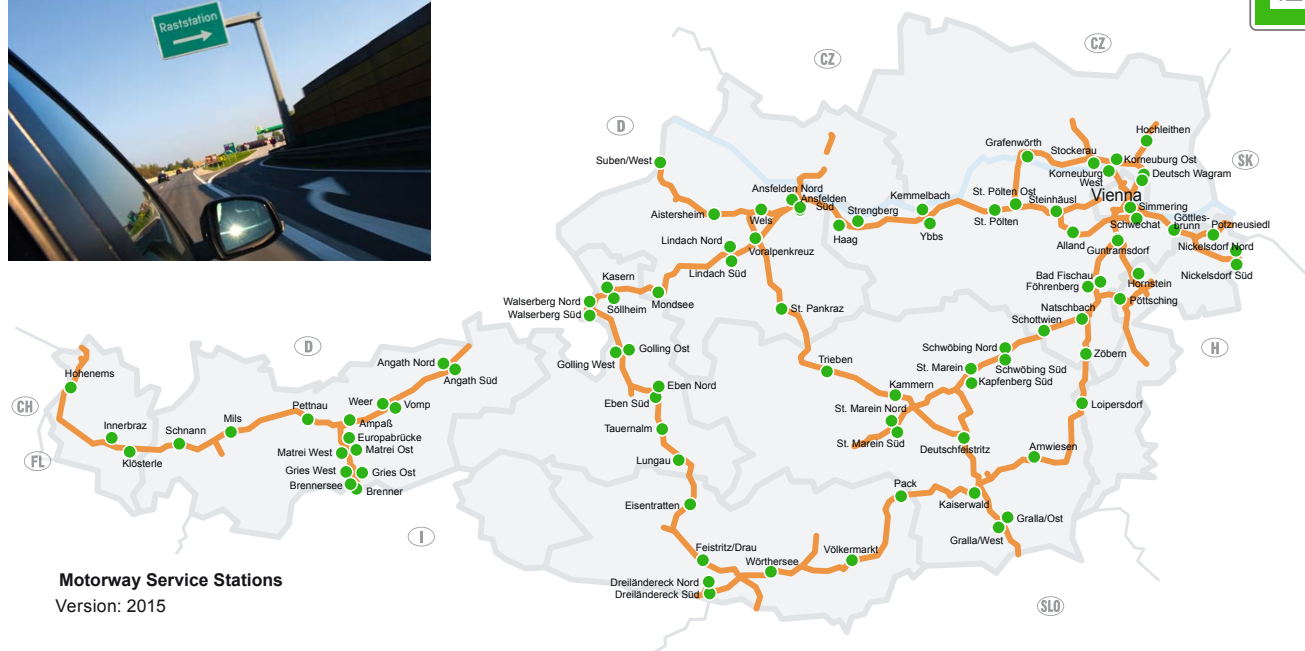 Raststation
CZ
CZ
D
SK
Hochleithen
Grafenwörth
Stockerau
Korneuburg Ost
Korneuburg
West
Deutsch Wagram
Suben/West
Ansfelden Nord
Ansfelden
Süd
Kemmelbach
St. Pölten Ost
Steinhäusl
Vienna
Simmering
Aistersheim
Wels
Strengberg
Haag
Ybbs
St. Pölten
Alland
Schwechat
Göttles-
brunn
Potzneusiedl
Guntramsdorf
Nickelsdorf Nord
Nickelsdorf Süd
Lindach Nord
Voralpenkreuz
Lindach Süd
Kasern
Bad Fischau
Föhrenberg
Hornstein
Walserberg Nord
Walserberg Süd
Söllheim
Mondsee
St. Pankraz
Natschbach
Pöttsching
Schottwien
H
D
Golling Ost
Golling West
Schwöbing Nord
Zöbern
Angath Nord
Angath Süd
Trieben
St. Marein
Schwöbing Süd
Kapfenberg Süd
Hohenems
Eben Nord
Eben Süd
Kammern
Loipersdorf
CH
Pettnau
Weer
Vomp
St. Marein Nord
Innerbraz
Schnann
Mils
Ampaß
Europabrücke
Tauernalm
St. Marein Süd
Deutschfeistritz
Arnwiesen
FL
Klösterle
Matrei West
Matrei Ost
Lungau
Gries West
Gries Ost
Brennersee
Brenner
Pack
Kaiserwald
Eisentratten
Gralla/Ost
Gralla/West
I
Feistritz/Drau
Wörthersee
Völkermarkt
Dreiländereck Nord
Dreiländereck Süd
SLO
Motorway Service Stations
Version: 2015